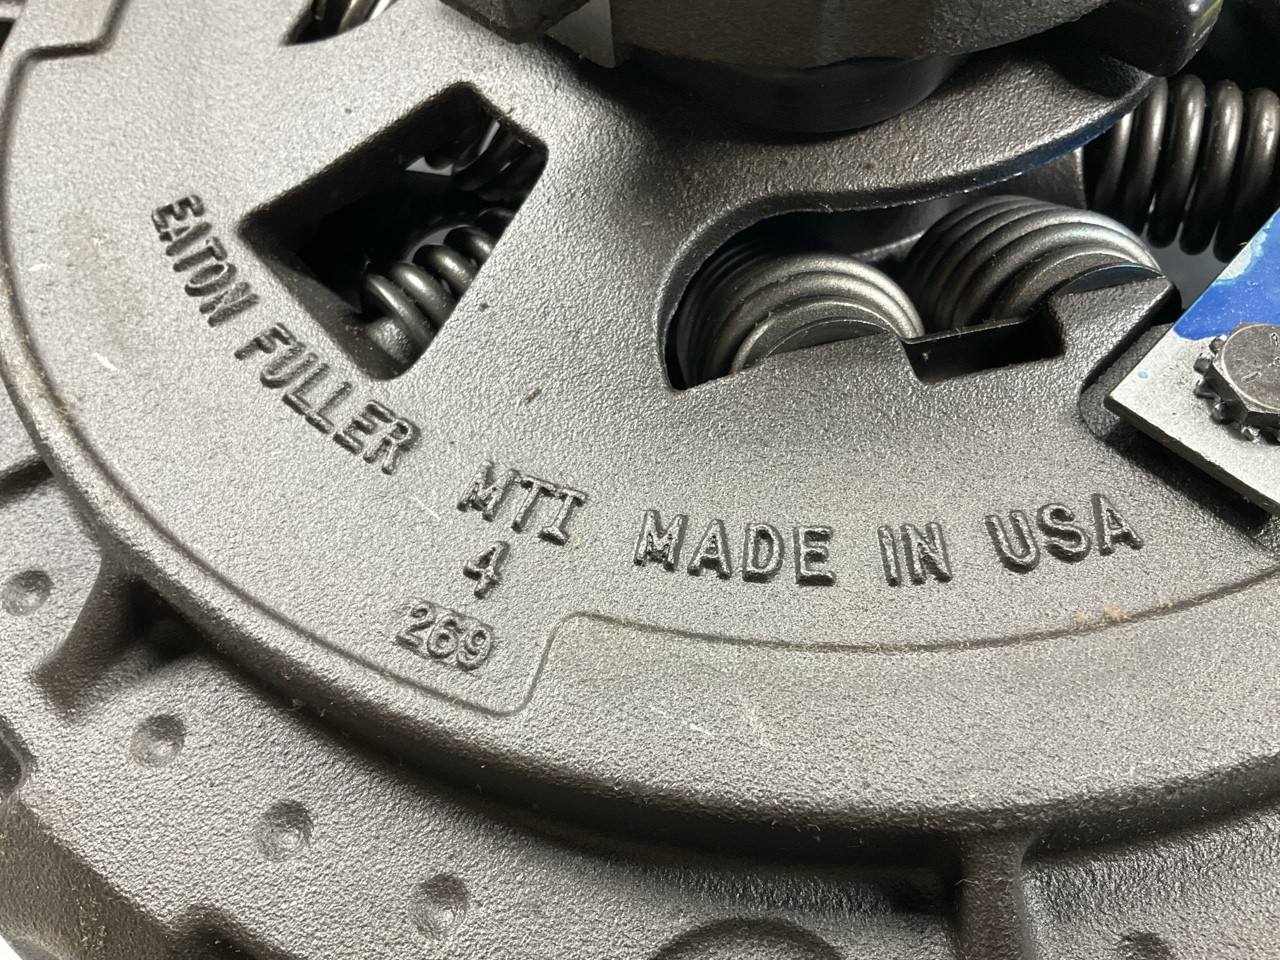 EATON FULLER
MTI
4
269
MADE IN USA